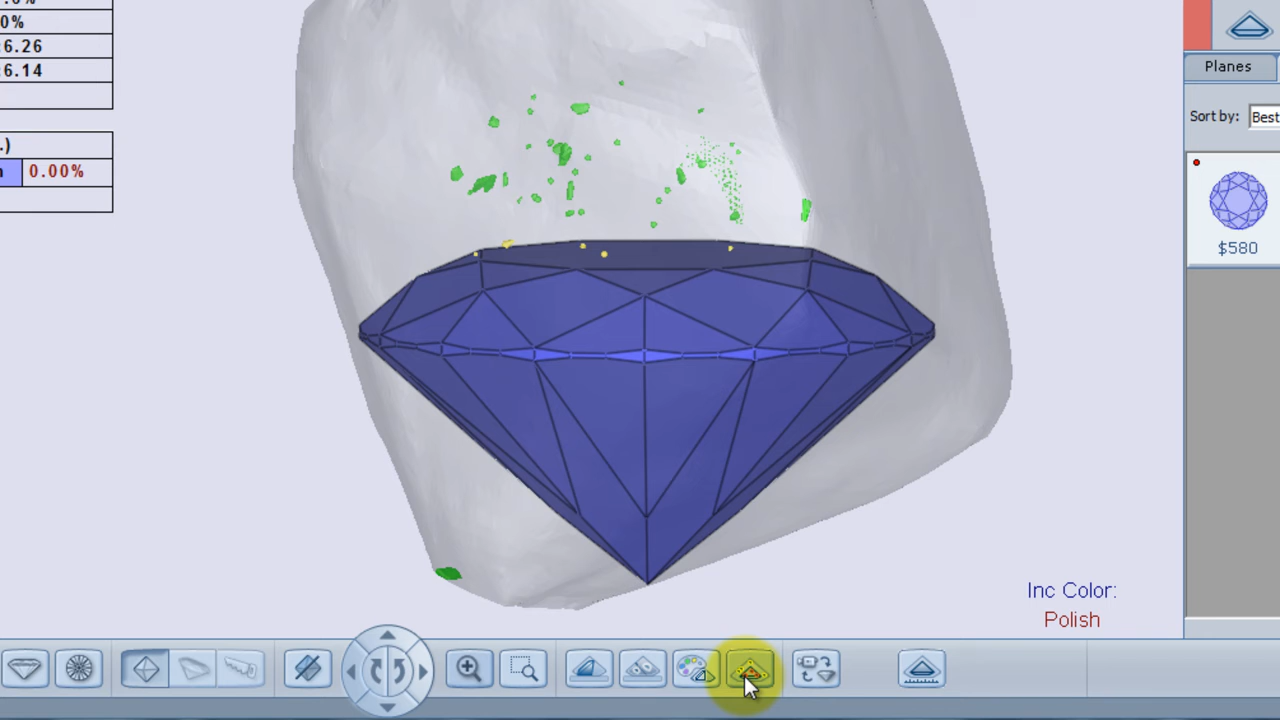 0%
6.26
6.14
.)
0.00%
Planes
Sort by: Best
$580
Inc Color:
Polish